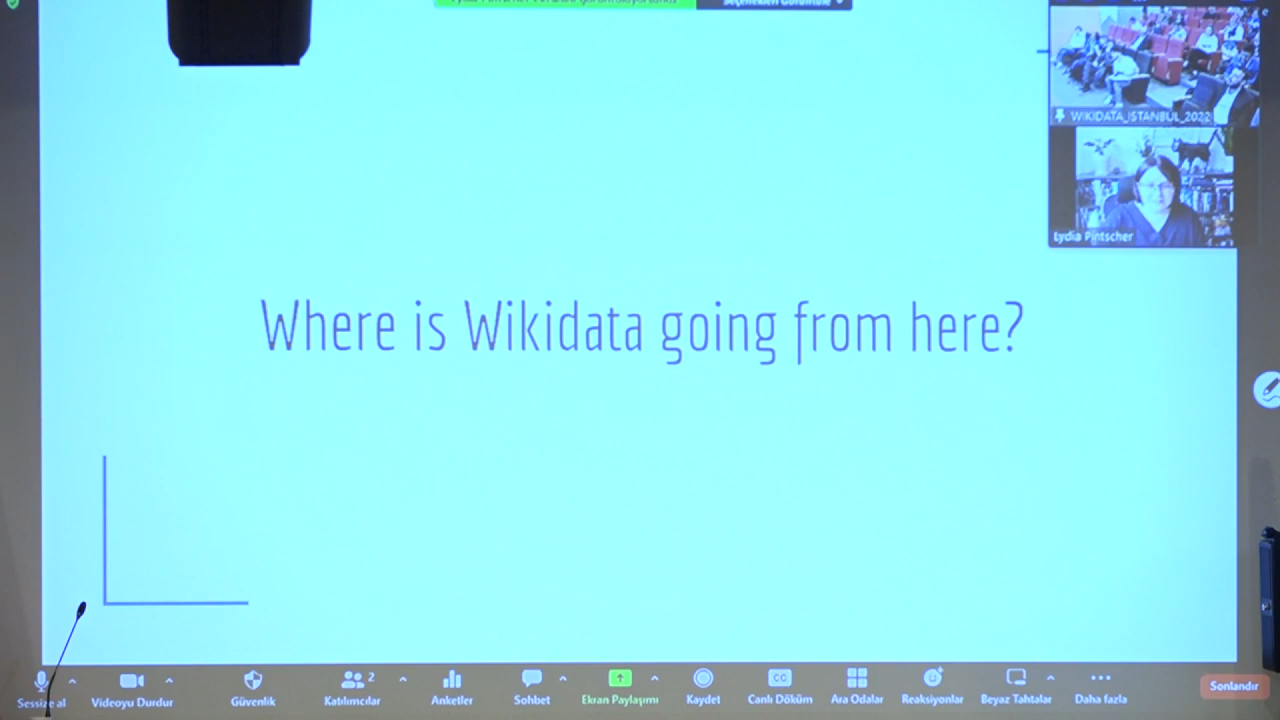 WIKIDATA_ISTANBUL_2022
Lydia Pintscher
Where is Wikidata going from here?
2
CC
Sessize al
Videoyu Durdur
Güvenlik
Katılımcılar
Anketler
Sohbet
Ekran Paylaşımı
Kaydet
Canlı Döküm
Ara Odalar
Reaksiyonlar
Beyaz Tahtalar
Daha fazla
Sonlandır